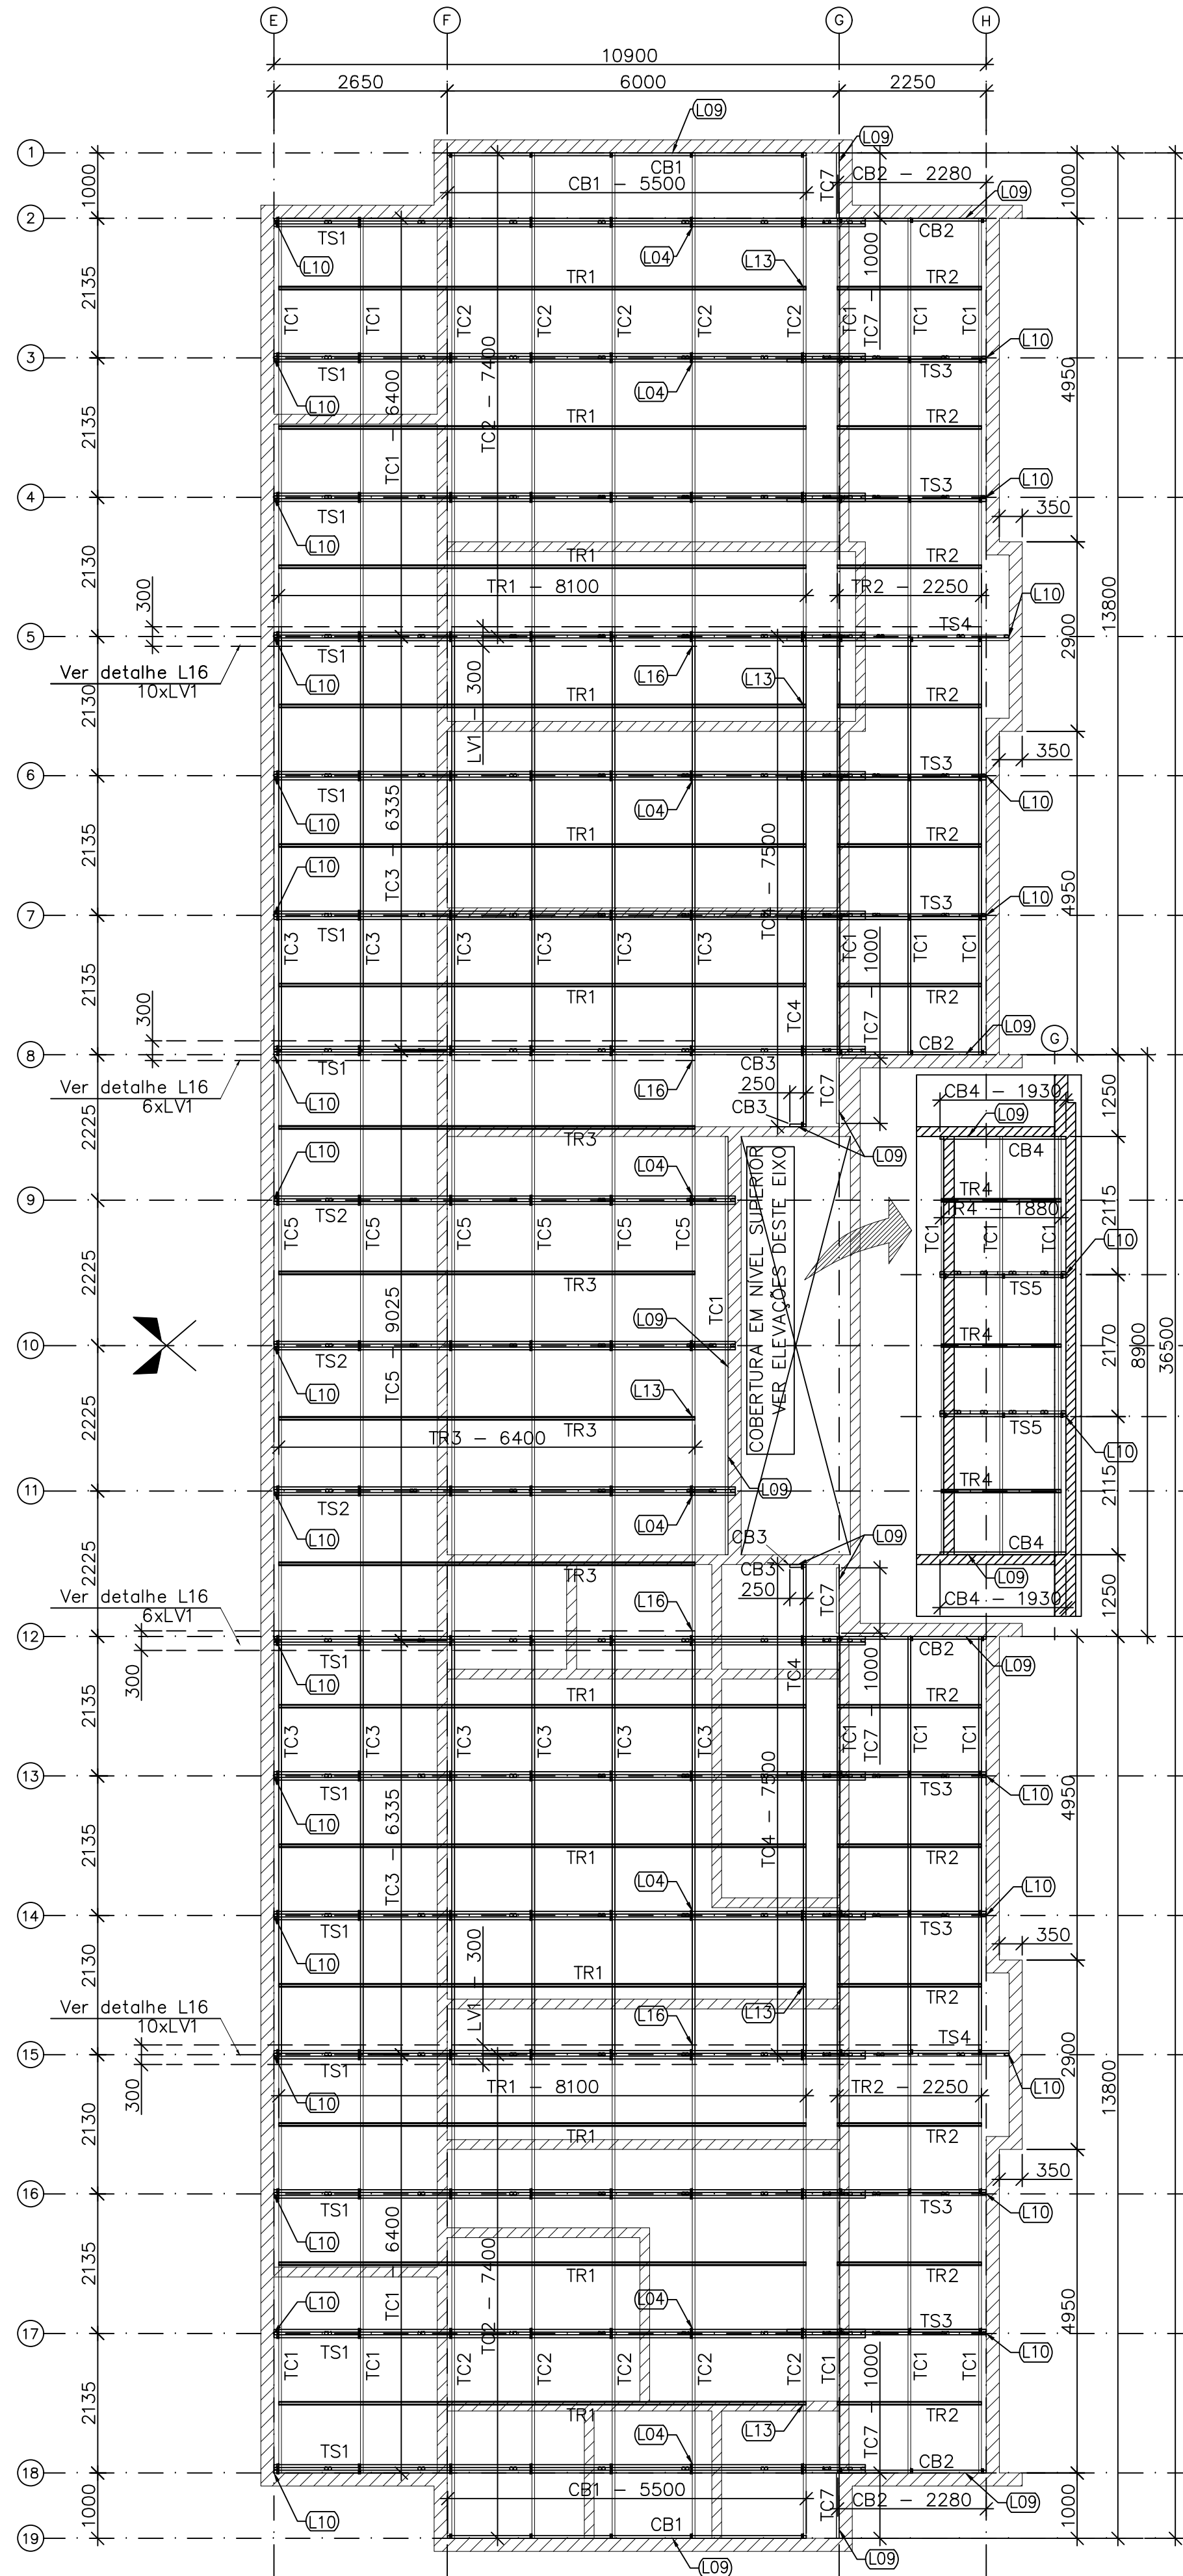 E F G H
10900
2650 6000 2250
L09 L09
1
CB1 TC7 CB2 – 2280
CB1 – 5500
1000 1000
L09
2
TS1 CB2
L10 L04 L13 TC7 – 1000
2135 TR1 TR2
TC1 TC1 TC2 TC2 TC2 TC2 TC2 TC1 TC1 TC1
3
L10
TS1 TS3
L10 L04
TC1 – 6400 TC2 – 7400
4950
2135 TR1 TR2
4
L10
TS1 TS3
L10
350
2130 TR1 TR2
TR1 – 8100 TR2 – 2250
13800
300 L10
5
TS1 TS4
2900
Ver detalhe L16
10xLV1
L10 L16 L13
LV1 – 300
2130 TR1 TR2
350
6
TS1 TS3
L10 L04 L10
TC3 – 6335 TC4 – 7500
2135 TR1 TR2
4950
L10 L10
7
TS1 TS3
TC3 TC3 TC3 TC3 TC3 TC3 TC1 TC1 TC1
2135 TR1 TR2
TC4 TC7 – 1000
300 L09
8
TS1 CB2 G
Ver detalhe L16
6xLV1
L10 L16
CB3
250
CB3
TC7
CB4 – 1930
L09
1250
2225 TR3 L09 CB4
L10 L04
9
TS2
TR4
TR4 – 1880
2115
TC5 TC5 TC5 TC5 TC5 TC5
COBERTURA EM NÍVEL SUPERIOR
VER ELEVAÇÕES DESTE EIXO
TC1 TC1 TC1
L10
2225 TR3 TS5
TC5 – 9025
TC1
L09
10
TS2 TR4
L10 L13
2170 8900 36500
2225 TR3 TS5
TR3 – 6400
L10
L09 TR4
11
TS2
L10 L04
2115
CB3 L09
CB4
2225 TR3 CB3 L09
250
TC7
CB4 – 1930
1250
Ver detalhe L16
6xLV1
L16
12
TS1 CB2
L10 L09
300
TC4 TC7 – 1000
2135 TR1 TR2
TC3 TC3 TC3 TC3 TC3 TC3 TC1 TC1 TC1
13
TS1 TS3
L10 L10
TC3 – 6335 TC4 – 7500
4950
2135 TR1 TR2
L04 L10
14
TS1 TS3
L10
350
2130 TR1 TR2
LV1 – 300
L13
Ver detalhe L16
10xLV1
L16
15
TS1 TS4
L10 L10
300
2900
13800
TR1 – 8100 TR2 – 2250
2130 TR1 TR2
350
16
TS1 TS3
L10 L10
TC1 – 6400 TC2 – 7400
2135 TR1 TR2
4950
L10 L04
17
TS1 TS3
L10
TC1 TC1 TC2 TC2 TC2 TC2 TC2 TC1 TC1 TC1
2135 TR1 TR2
L13
TC7 – 1000
L04
18
TS1 CB2
L10 L09
CB1 – 5500 CB2 – 2280
1000 TC7 1000
CB1
19
L09 L09